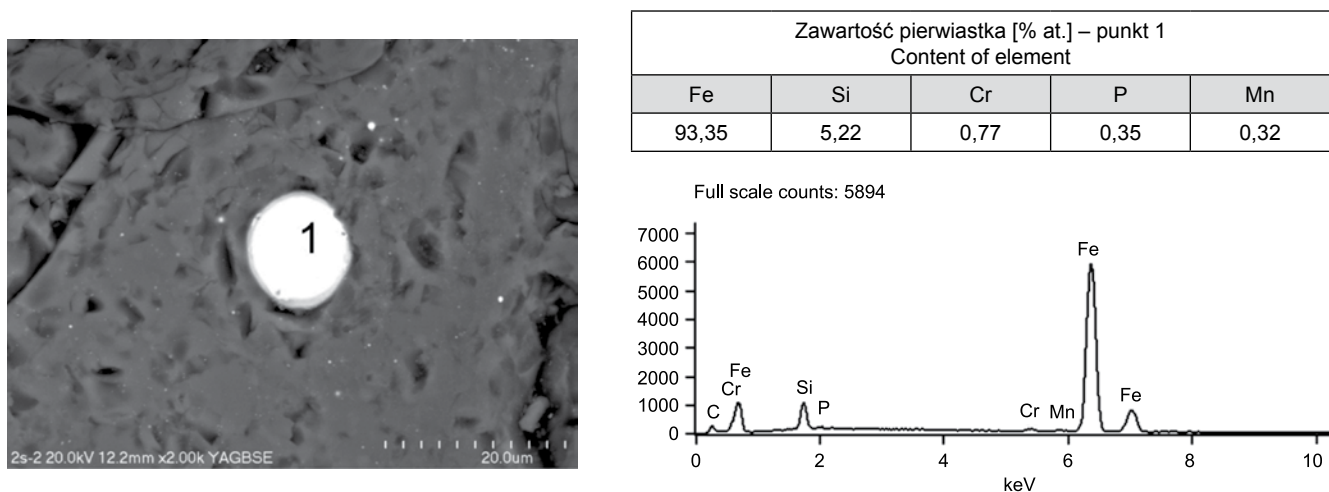 1
2s-2 20.0kV 12.2mm x2.00k YAGBSE
20.0um
Zawartość pierwiastka [% at.] – punkt 1
Content of element
Fe Si Cr P Mn
93,35 5,22 0,77 0,35 0,32
Full scale counts: 5894
7000
6000
5000
4000
3000
2000
1000
0
C
Cr
Fe
Si
P
Cr
Mn
Fe
Fe
0 2 4 6 8 10
keV